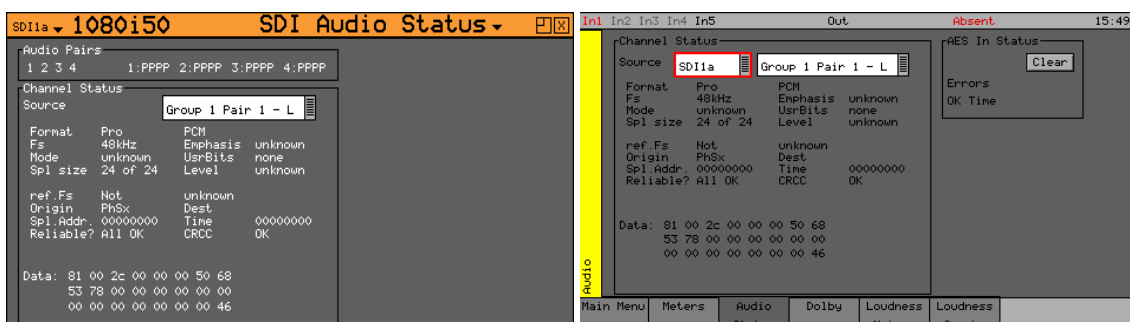 SDI1a 1080i50 SDI Audio Status
Audio Pairs
1 2 3 4 1:PPPP 2:PPPP 3:PPPP 4:PPPP
Channel Status
Source Group 1 Pair 1 - L
Format Pro PCM
Fs 48kHz Emphasis unknown
Mode unknown UsrBits none
Spl size 24 of 24 Level unknown
ref.Fs Not unknown
Origin PhSx Dest
Spl.Addr. 00000000 Time 00000000
Reliable? All OK CRCC OK
Data: 81 00 2c 00 00 00 50 68
53 78 00 00 00 00 00 00
00 00 00 00 00 00 00 46
In1 In2 In3 In4 In5 Out Absent 15:49
Channel Status
Source SDI1a Group 1 Pair 1 - L
Format Pro PCM
Fs 48kHz Emphasis unknown
Mode unknown UsrBits none
Spl size 24 of 24 Level unknown
ref.Fs Not unknown
Origin PhSx Dest
Spl.Addr. 00000000 Time 00000000
Reliable? All OK CRCC OK
Data: 81 00 2c 00 00 00 50 68
53 78 00 00 00 00 00 00
00 00 00 00 00 00 00 46
AES In Status
Clear
Errors
OK Time
Audio
Main Menu Meters Audio Dolby Loudness Loudness